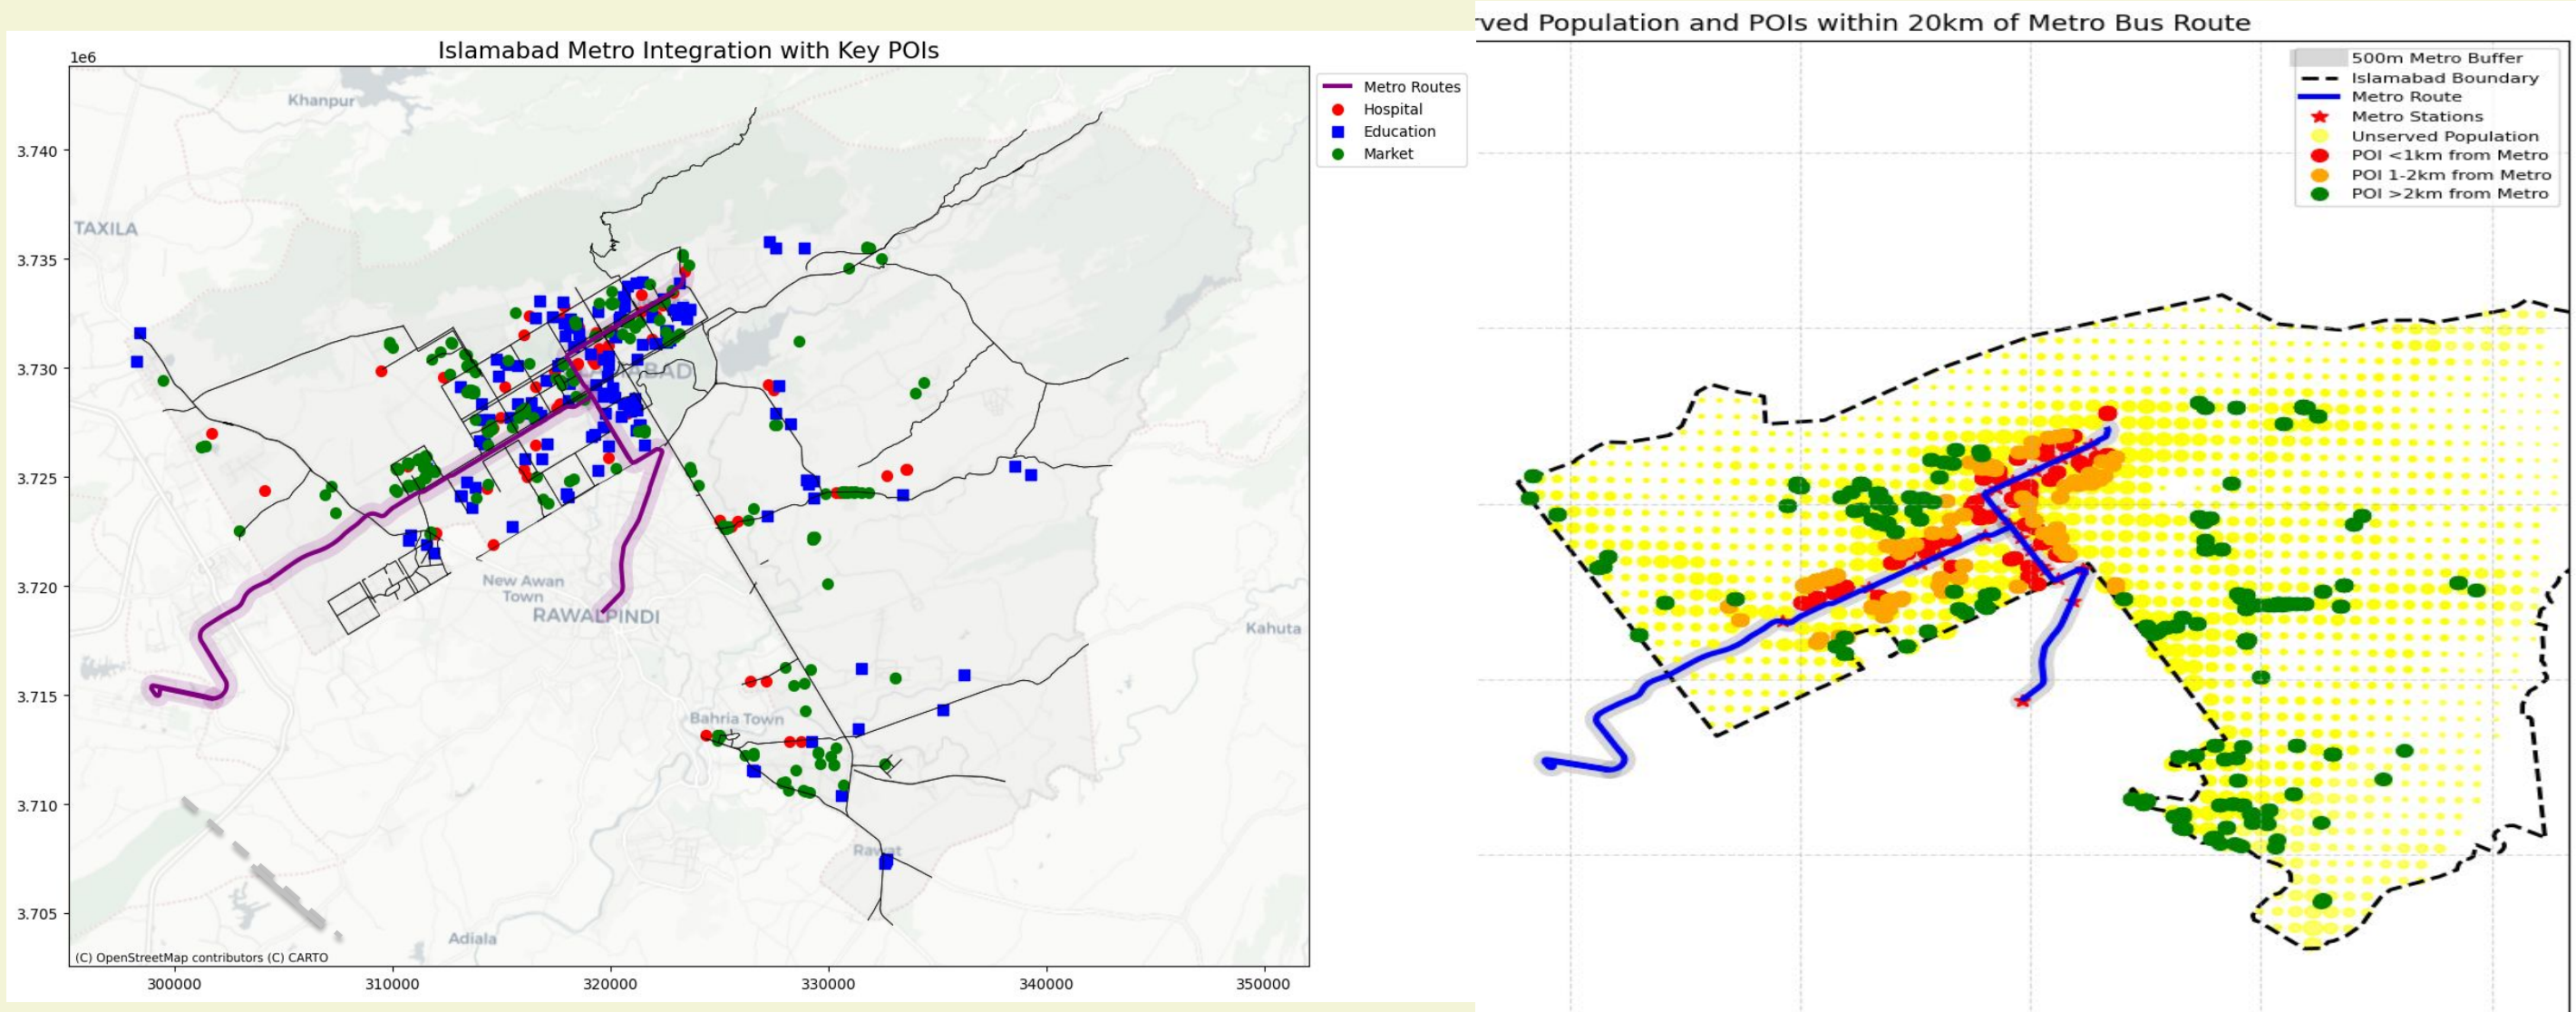 Islamabad Metro Integration with Key POIs
1e6
Metro Routes
Hospital
Education
Market
3.740
3.735
3.730
3.725
3.720
3.715
3.710
3.705
Khanpur
TAXILA
New Awan
Town
RAWALPINDI
Kahuta
Bahria Town
Rawat
Adiala
(C) OpenStreetMap contributors (C) CARTO
300000
310000
320000
330000
340000
350000
rved Population and POIs within 20km of Metro Bus Route
500m Metro Buffer
Islamabad Boundary
Metro Route
Metro Stations
Unserved Population
POI <1km from Metro
POI 1-2km from Metro
POI >2km from Metro